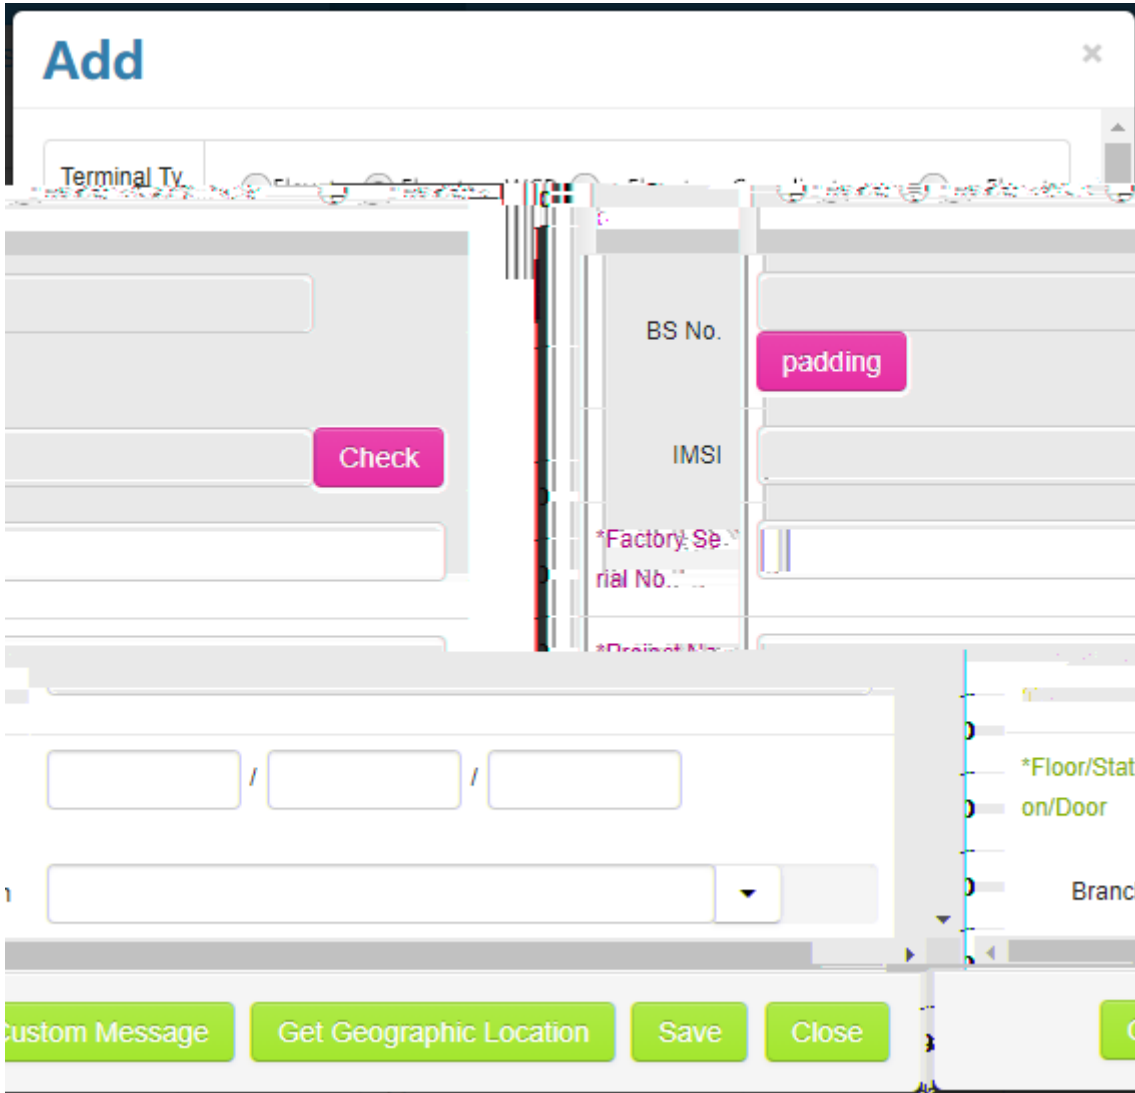 Add
×
Terminal Ty
BS No.
padding
IMSI
Check
*Factory Se
rial No.
/ /
*Floor/Stat
on/Door
Branc
ustom Message Get Geographic Location Save Close